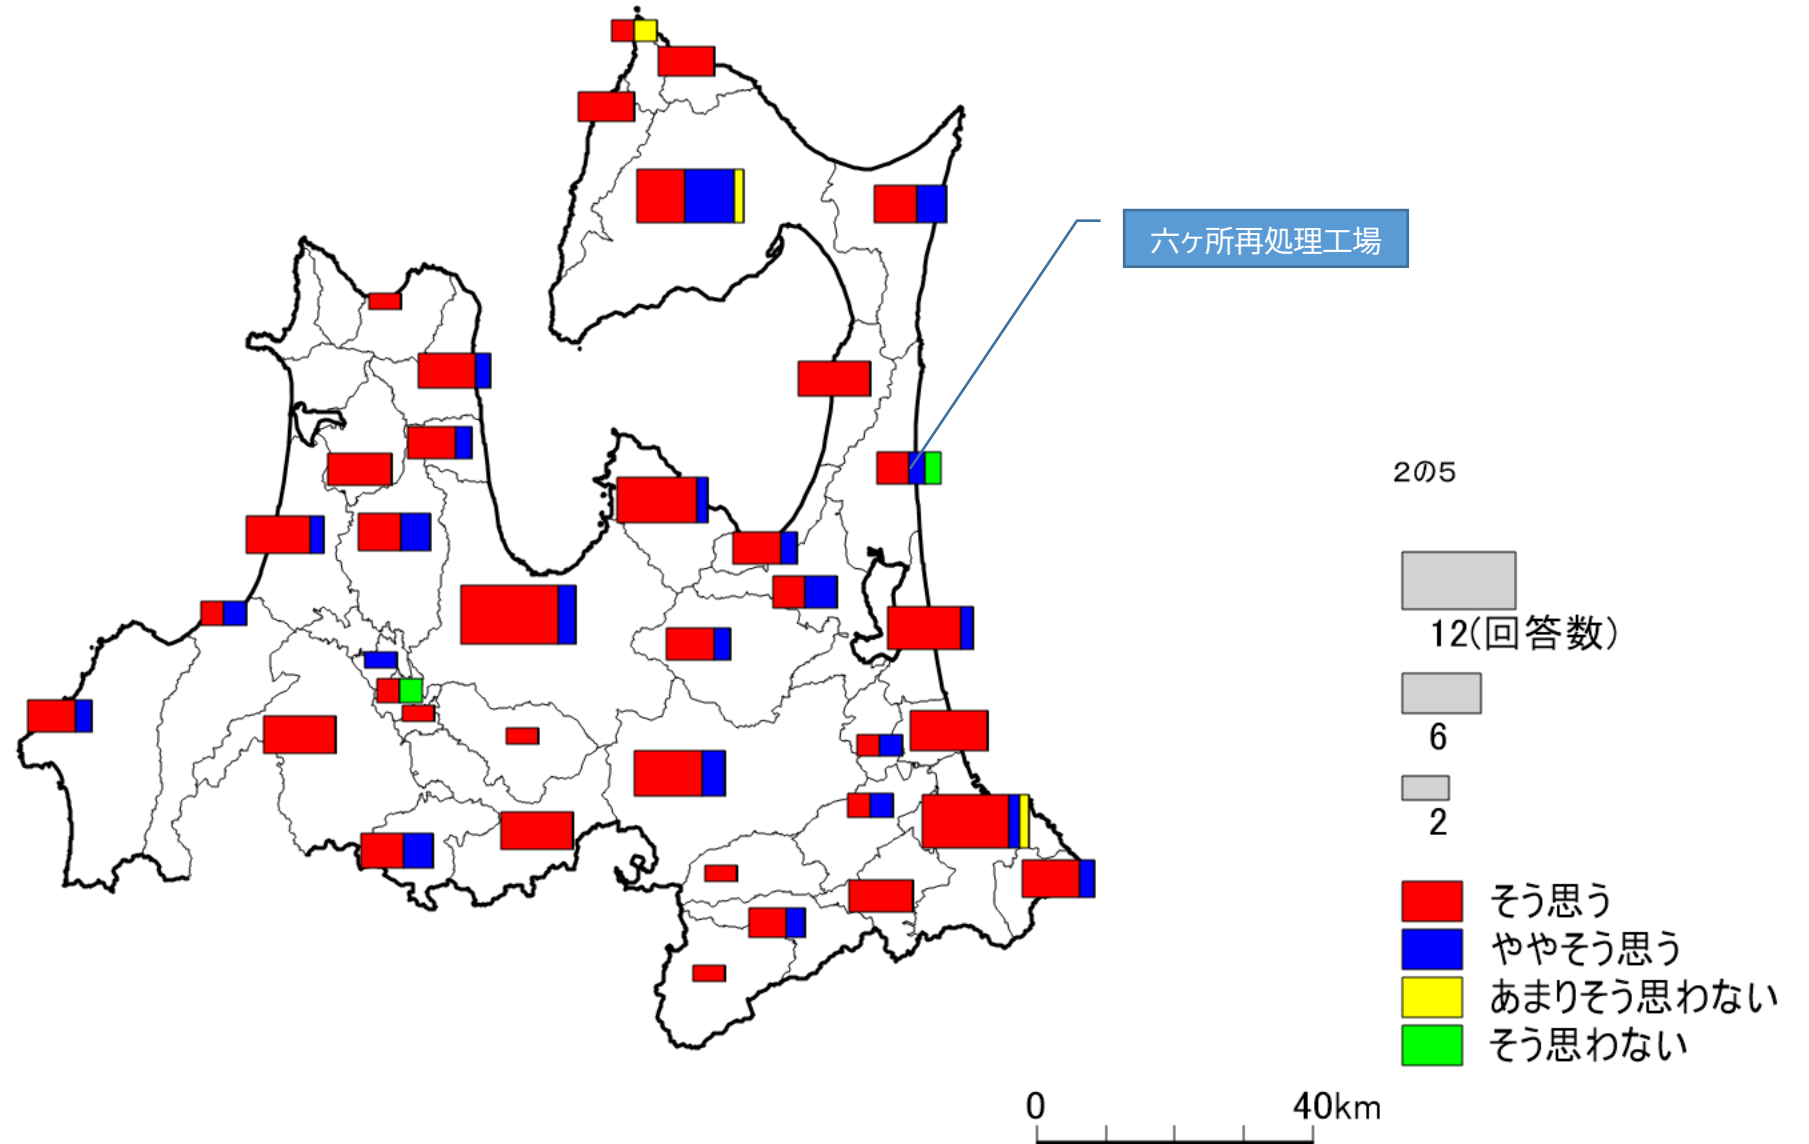 六ヶ所再処理工場
2の5
12(回答数)
6
2
そう思う
ややそう思う
あまりそう思わない
そう思わない
0 40km